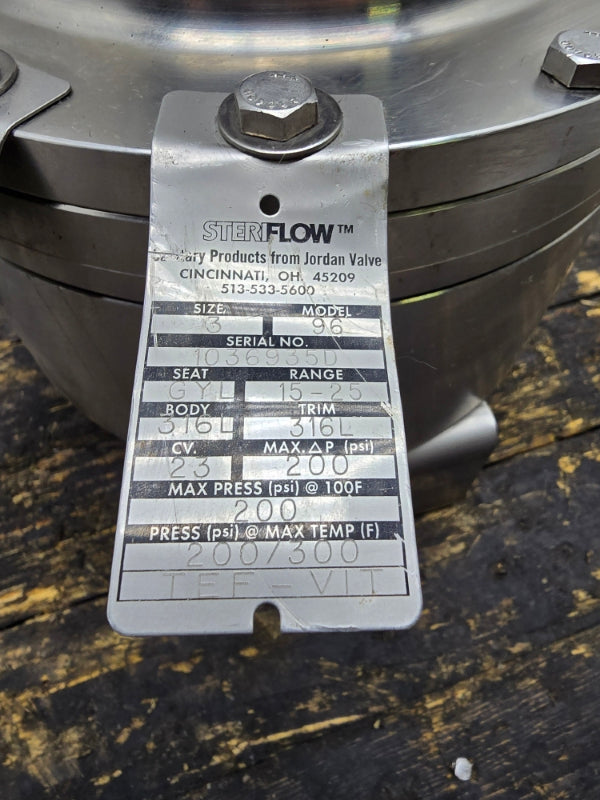 STERIFLOW™
Sanitary Products from Jordan Valve
CINCINNATI, OH. 45209
513-533-5600
SIZE MODEL
3 96
SERIAL NO.
1036935D
SEAT RANGE
GYL 15-25
BODY TRIM
316L 316L
CV. MAX. ΔP (psi)
23 200
MAX PRESS (psi) @ 100F
200
PRESS (psi) @ MAX TEMP (F)
200/300
TEF-VIT